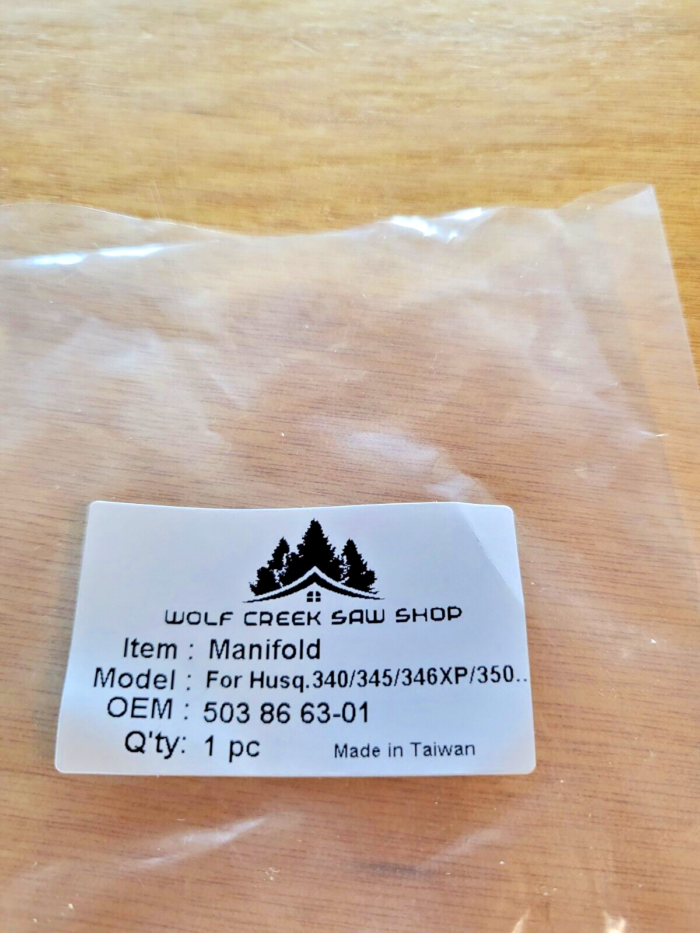 WOLF CREEK SAW SHOP
Item : Manifold
Model : For Husq.340/345/346XP/350..
OEM : 503 86 63-01
Q'ty: 1 pc Made in Taiwan